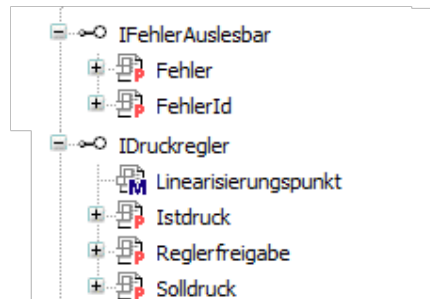 IFehlerAuslesbar
Fehler
FehlerId
IDruckregler
Linearisierungspunkt
Istdruck
Reglerfreigabe
Solldruck